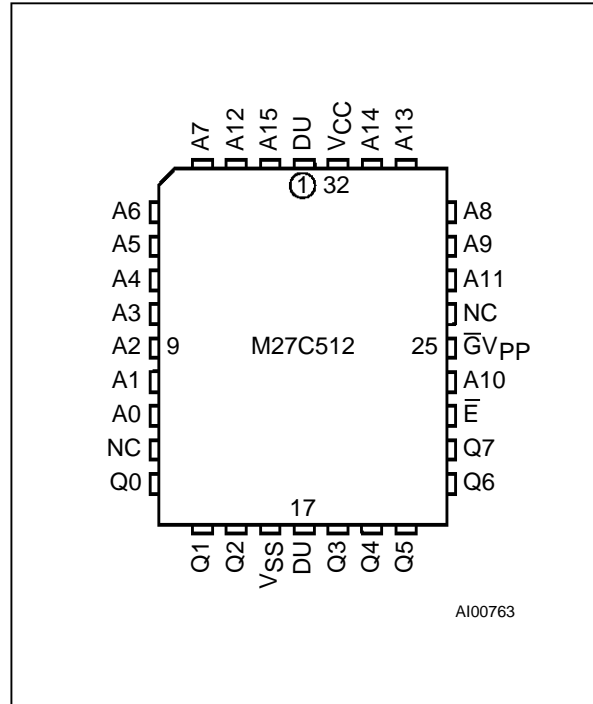 A7 A12 A15 DU VCC A14 A13
1 32
A6 A8
A5 A9
A4 A11
A3 NC
A2 9 M27C512 25 G̅VPP
A1 A10
A0 E̅
NC Q7
Q0 Q6
17
Q1 Q2 VSS DU Q3 Q4 Q5
AI00763